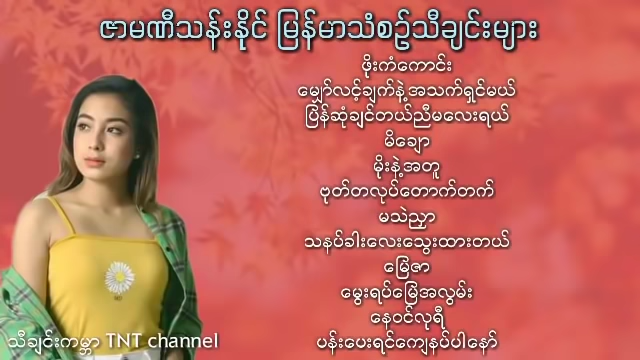 ဇာမဏီသန်းနိုင် မြန်မာသံစဉ်သီချင်းများ
ဖိုးကံကောင်း
မျှော်လင့်ချက်နဲ့အသက်ရှင်မယ်
ပြန်ဆုံချင်တယ်ညီမလေးရယ်
မိချော
မိုးနဲ့အတူ
ဗုတ်တလုပ်တောက်တက်
မသဲညှာ
သနပ်ခါးလေးသွေးထားတယ်
မြေဇာ
မွေးရပ်မြေအလွမ်း
နေဝင်လုရီ
ပန်းပေးရင်ကျေနပ်ပါနော်
သီချင်းကမ္ဘာ TNT channel